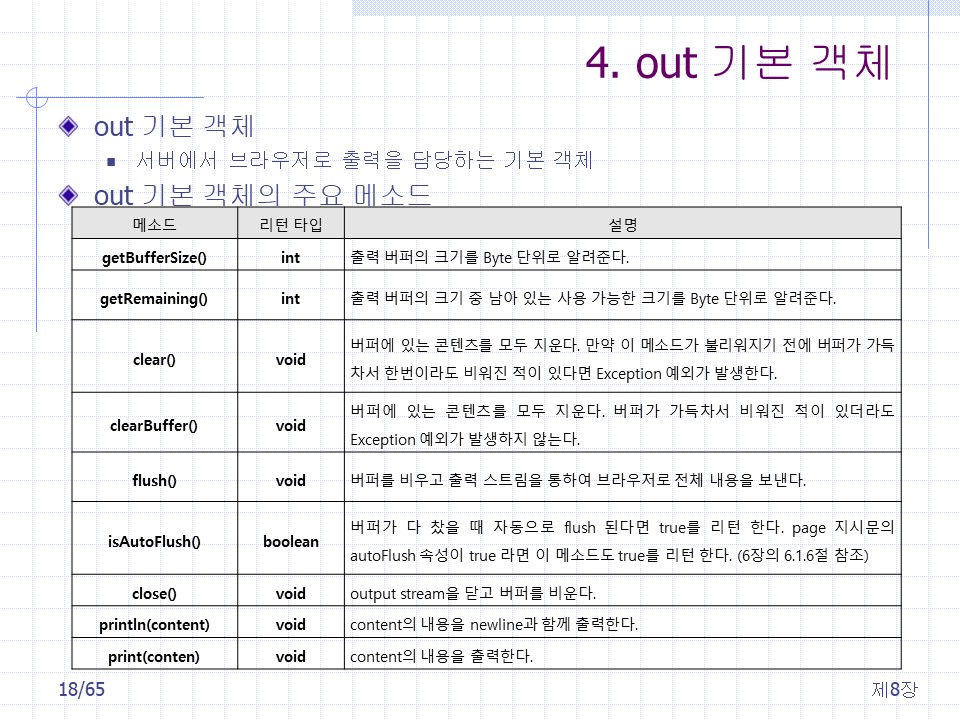 4. out 기본 객체
out 기본 객체
서버에서 브라우저로 출력을 담당하는 기본 객체
out 기본 객체의 주요 메소드
메소드 리턴 타입 설명
getBufferSize() int 출력 버퍼의 크기를 Byte 단위로 알려준다.
getRemaining() int 출력 버퍼의 크기 중 남아 있는 사용 가능한 크기를 Byte 단위로 알려준다.
clear() void 버퍼에 있는 콘텐츠를 모두 지운다. 만약 이 메소드가 불리워지기 전에 버퍼가 가득
차서 한번이라도 비워진 적이 있다면 Exception 예외가 발생한다.
clearBuffer() void 버퍼에 있는 콘텐츠를 모두 지운다. 버퍼가 가득차서 비워진 적이 있더라도
Exception 예외가 발생하지 않는다.
flush() void 버퍼를 비우고 출력 스트림을 통하여 브라우저로 전체 내용을 보낸다.
isAutoFlush() boolean 버퍼가 다 찼을 때 자동으로 flush 된다면 true를 리턴 한다. page 지시문의
autoFlush 속성이 true 라면 이 메소드도 true를 리턴 한다. (6장의 6.1.6절 참조)
close() void output stream을 닫고 버퍼를 비운다.
println(content) void content의 내용을 newline과 함께 출력한다.
print(conten) void content의 내용을 출력한다.
18/65 제8장